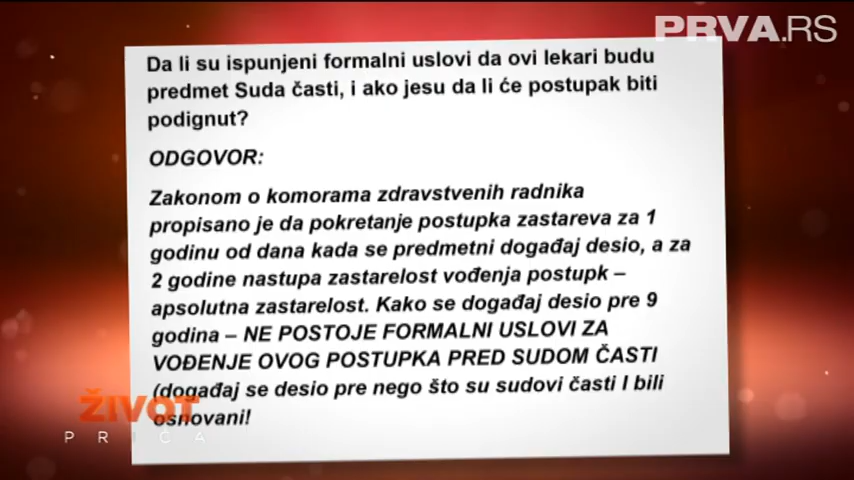 PRVA.RS
Da li su ispunjeni formalni uslovi da ovi lekari budu
predmet Suda časti, i ako jesu da li će postupak biti
podignut?
ODGOVOR:
Zakonom o komorama zdravstvenih radnika
propisano je da pokretanje postupka zastareva za 1
godinu od dana kada se predmetni događaj desio, a za
2 godine nastupa zastarelost vođenja postupk –
apsolutna zastarelost. Kako se događaj desio pre 9
godina – NE POSTOJE FORMALNI USLOVI ZA
VOĐENJE OVOG POSTUPKA PRED SUDOM ČASTI
(događaj se desio pre nego što su sudovi časti I bili
osnovani!
ŽIVOT
PRIČA